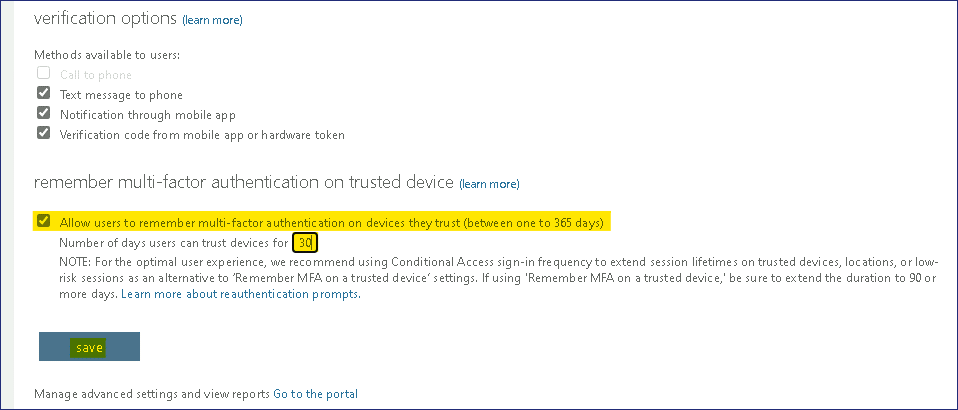 verification options (learn more)
Methods available to users:
Call to phone
Text message to phone
Notification through mobile app
Verification code from mobile app or hardware token
remember multi-factor authentication on trusted device (learn more)
Allow users to remember multi-factor authentication on devices they trust (between one to 365 days)
Number of days users can trust devices for 30
NOTE: For the optimal user experience, we recommend using Conditional Access sign-in frequency to extend session lifetimes on trusted devices, locations, or low-
risk sessions as an alternative to 'Remember MFA on a trusted device' settings. If using 'Remember MFA on a trusted device,' be sure to extend the duration to 90 or
more days. Learn more about reauthentication prompts.
save
Manage advanced settings and view reports Go to the portal